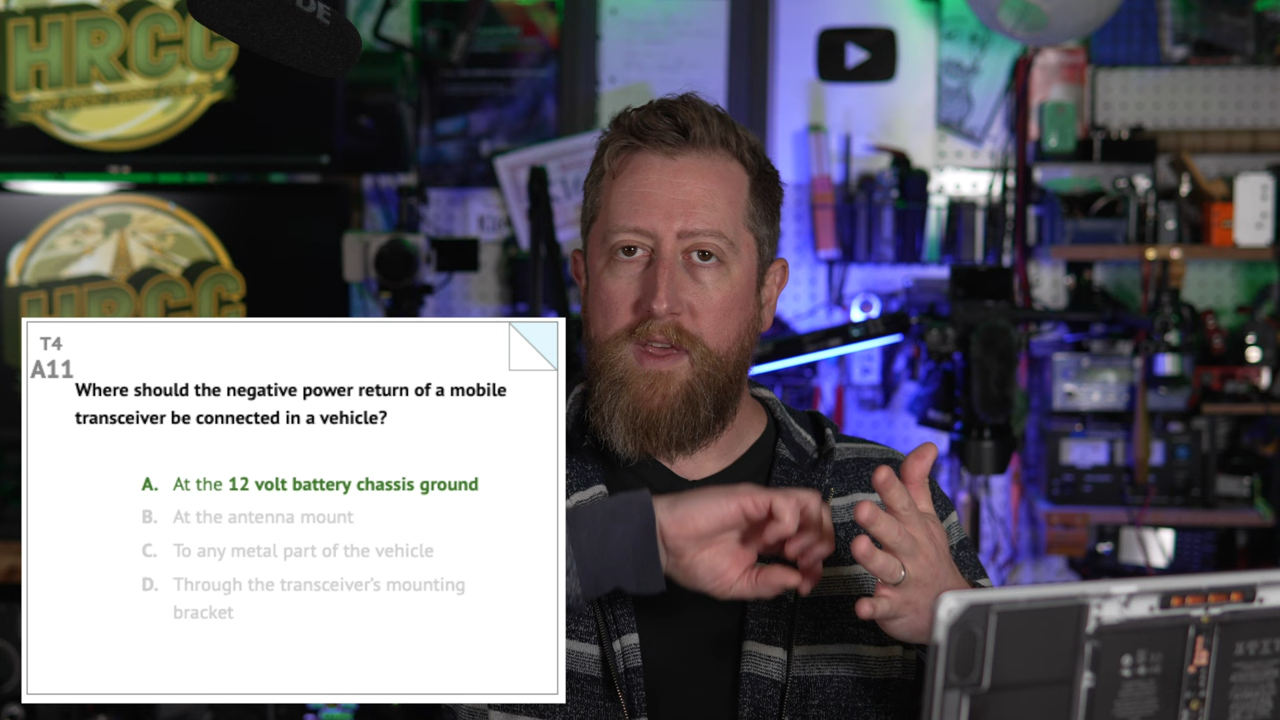 DE
HRCC
HRCC
T4
A11
Where should the negative power return of a mobile
transceiver be connected in a vehicle?
A. At the 12 volt battery chassis ground
B. At the antenna mount
C. To any metal part of the vehicle
D. Through the transceiver's mounting
bracket